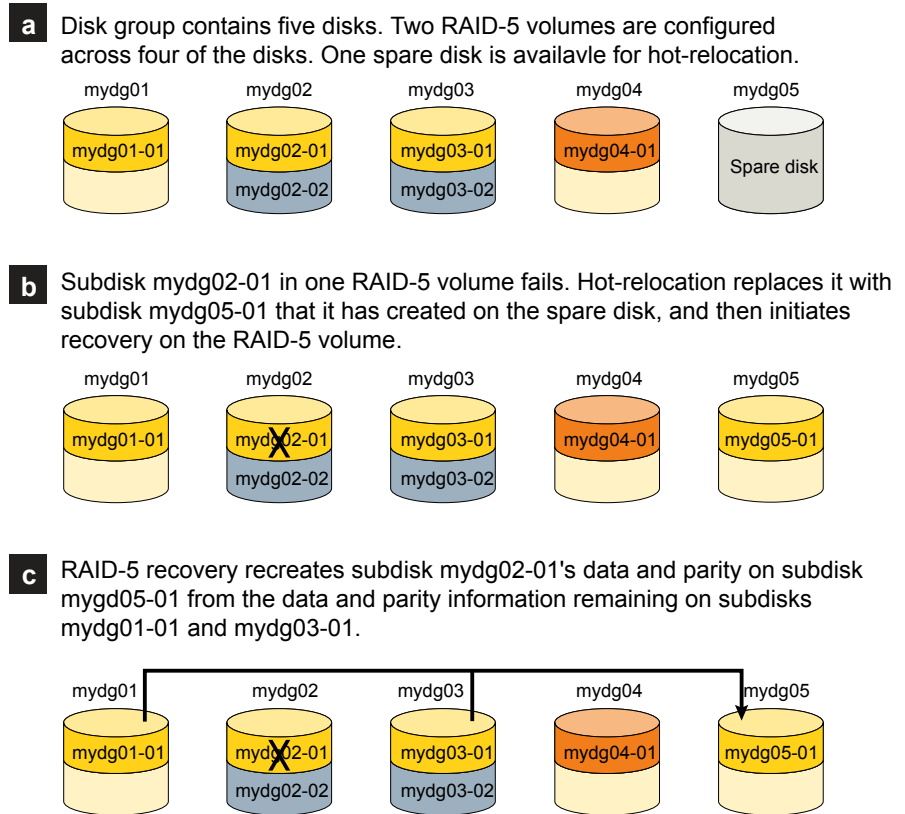 a
Disk group contains five disks. Two RAID-5 volumes are configured
across four of the disks. One spare disk is availavle for hot-relocation.
mydg01 mydg02 mydg03 mydg04 mydg05
mydg01-01 mydg02-01 mydg03-01 mydg04-01
Spare disk
mydg02-02 mydg03-02
b
Subdisk mydg02-01 in one RAID-5 volume fails. Hot-relocation replaces it with
subdisk mydg05-01 that it has created on the spare disk, and then initiates
recovery on the RAID-5 volume.
mydg01 mydg02 mydg03 mydg04 mydg05
mydg01-01 mydg02-01 mydg03-01 mydg04-01 mydg05-01
X
mydg02-02 mydg03-02
c
RAID-5 recovery recreates subdisk mydg02-01's data and parity on subdisk
mygd05-01 from the data and parity information remaining on subdisks
mydg01-01 and mydg03-01.
mydg01 mydg02 mydg03 mydg04 mydg05
mydg01-01 mydg02-01 mydg03-01 mydg04-01 mydg05-01
X
mydg02-02 mydg03-02